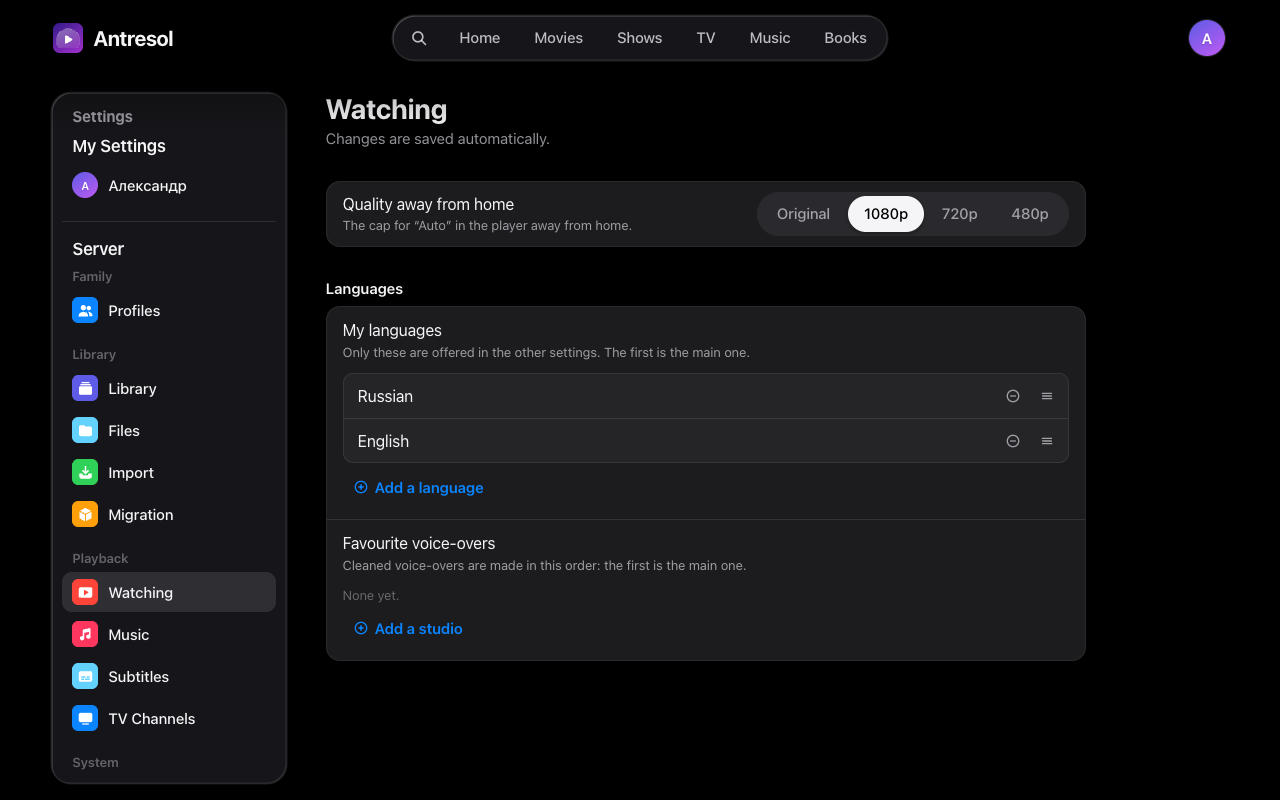 Antresol
Home
Movies
Shows
TV
Music
Books
A
Settings
My Settings
A
Александр
Server
Family
Profiles
Library
Library
Files
Import
Migration
Playback
Watching
Music
Subtitles
TV Channels
System
Watching
Changes are saved automatically.
Quality away from home
The cap for “Auto” in the player away from home.
Original
1080p
720p
480p
Languages
My languages
Only these are offered in the other settings. The first is the main one.
Russian
English
Add a language
Favourite voice-overs
Cleaned voice-overs are made in this order: the first is the main one.
None yet.
Add a studio